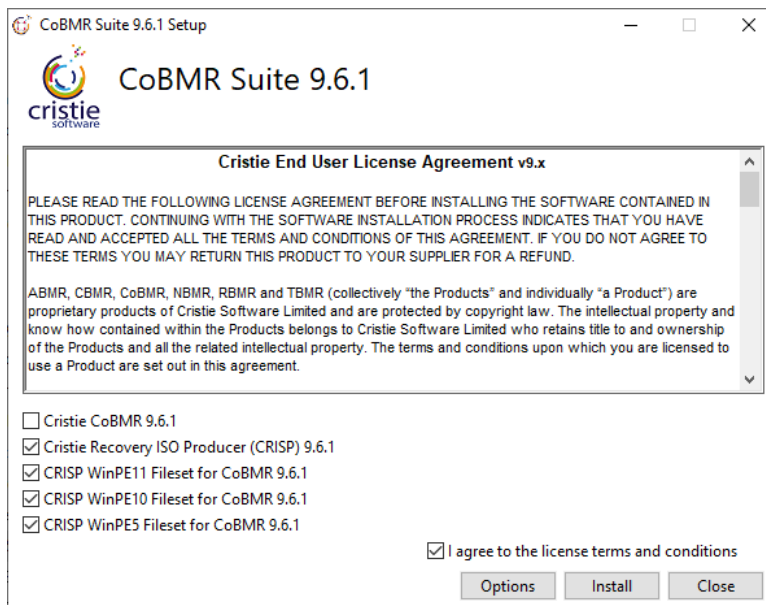 CoBMR Suite 9.6.1 Setup
CoBMR Suite 9.6.1
cristie
software
Cristie End User License Agreement v9.x
PLEASE READ THE FOLLOWING LICENSE AGREEMENT BEFORE INSTALLING THE SOFTWARE CONTAINED IN
THIS PRODUCT. CONTINUING WITH THE SOFTWARE INSTALLATION PROCESS INDICATES THAT YOU HAVE
READ AND ACCEPTED ALL THE TERMS AND CONDITIONS OF THIS AGREEMENT. IF YOU DO NOT AGREE TO
THESE TERMS YOU MAY RETURN THIS PRODUCT TO YOUR SUPPLIER FOR A REFUND.
ABMR, CBMR, CoBMR, NBMR, RBMR and TBMR (collectively “the Products” and individually “a Product”) are
proprietary products of Cristie Software Limited and are protected by copyright law. The intellectual property and
know how contained within the Products belongs to Cristie Software Limited who retains title to and ownership
of the Products and all the related intellectual property. The terms and conditions upon which you are licensed to
use a Product are set out in this agreement.
Cristie CoBMR 9.6.1
Cristie Recovery ISO Producer (CRISP) 9.6.1
CRISP WinPE11 Fileset for CoBMR 9.6.1
CRISP WinPE10 Fileset for CoBMR 9.6.1
CRISP WinPE5 Fileset for CoBMR 9.6.1
I agree to the license terms and conditions
Options Install Close